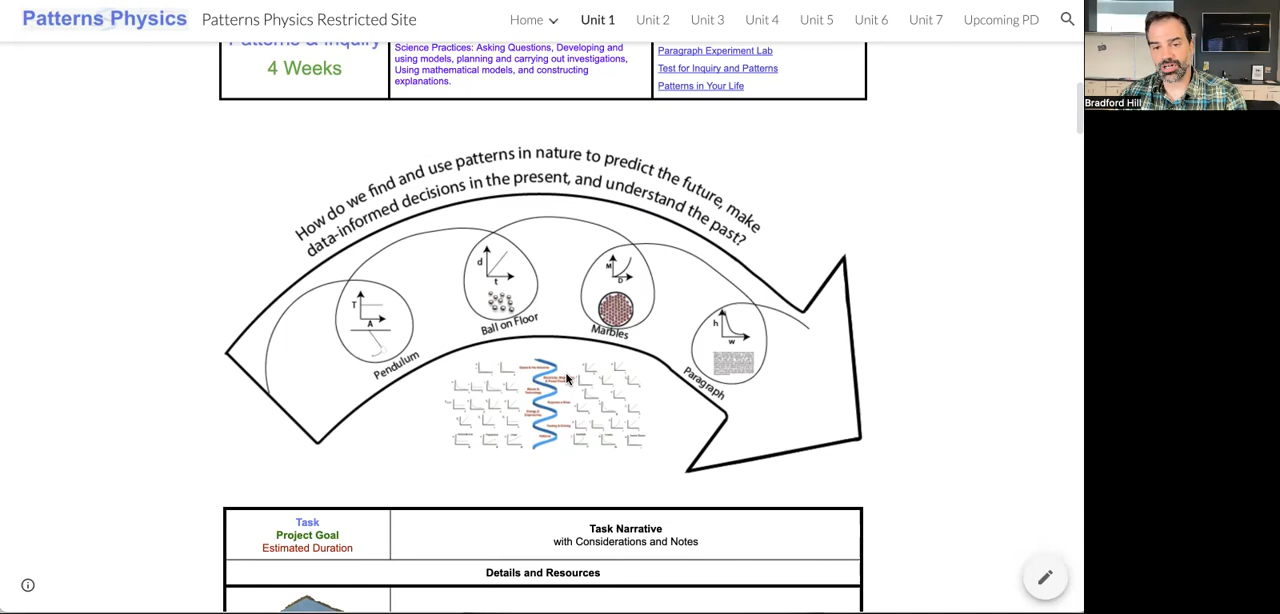 Patterns Physics
Patterns Physics Restricted Site
Home
Unit 1
Unit 2
Unit 3
Unit 4
Unit 5
Unit 6
Unit 7
Upcoming PD
Bradford Hill
Patterns & Inquiry
4 Weeks
Science Practices: Asking Questions, Developing and
using models, planning and carrying out investigations,
Using mathematical models, and constructing
explanations.
Paragraph Experiment Lab
Test for Inquiry and Patterns
Patterns in Your Life
How do we find and use patterns in nature to predict the future, make
data-informed decisions in the present, and understand the past?
T
A
Pendulum
d
t
Ball on Floor
M
D
Marbles
h
w
Paragraph
Task
Project Goal
Estimated Duration
Task Narrative
with Considerations and Notes
Details and Resources